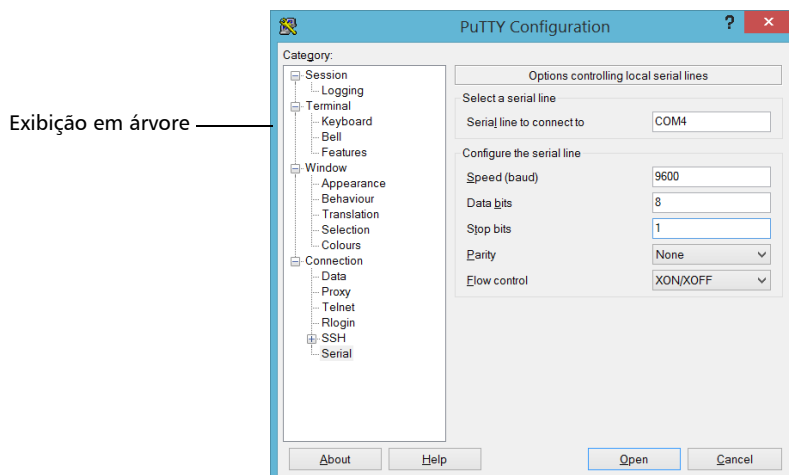 PuTTY Configuration
?
×
Category:
Session
Logging
Terminal
Keyboard
Bell
Features
Window
Appearance
Behaviour
Translation
Selection
Colours
Connection
Data
Proxy
Telnet
Rlogin
SSH
Serial
Exibição em árvore
Options controlling local serial lines
Select a serial line
Serial line to connect to COM4
Configure the serial line
Speed (baud) 9600
Data bits 8
Stop bits 1
Parity None
Flow control XON/XOFF
About Help Open Cancel